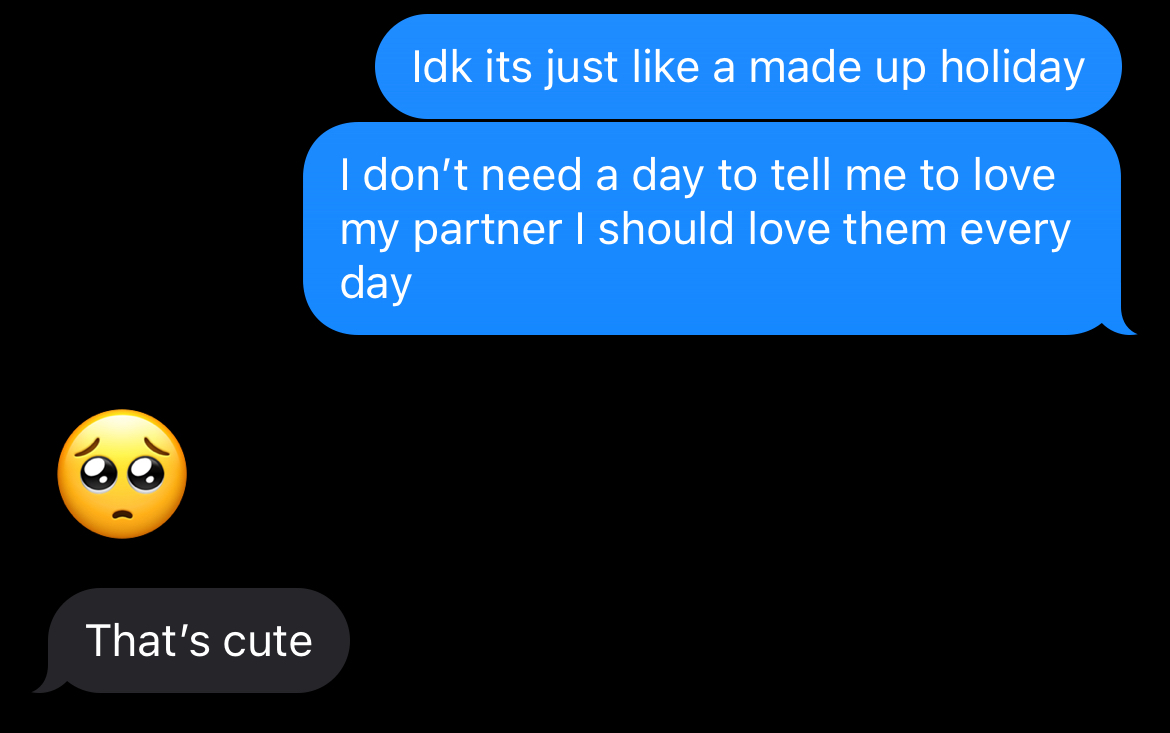 Idk its just like a made up holiday
I don’t need a day to tell me to love
my partner I should love them every
day
🥺
That’s cute